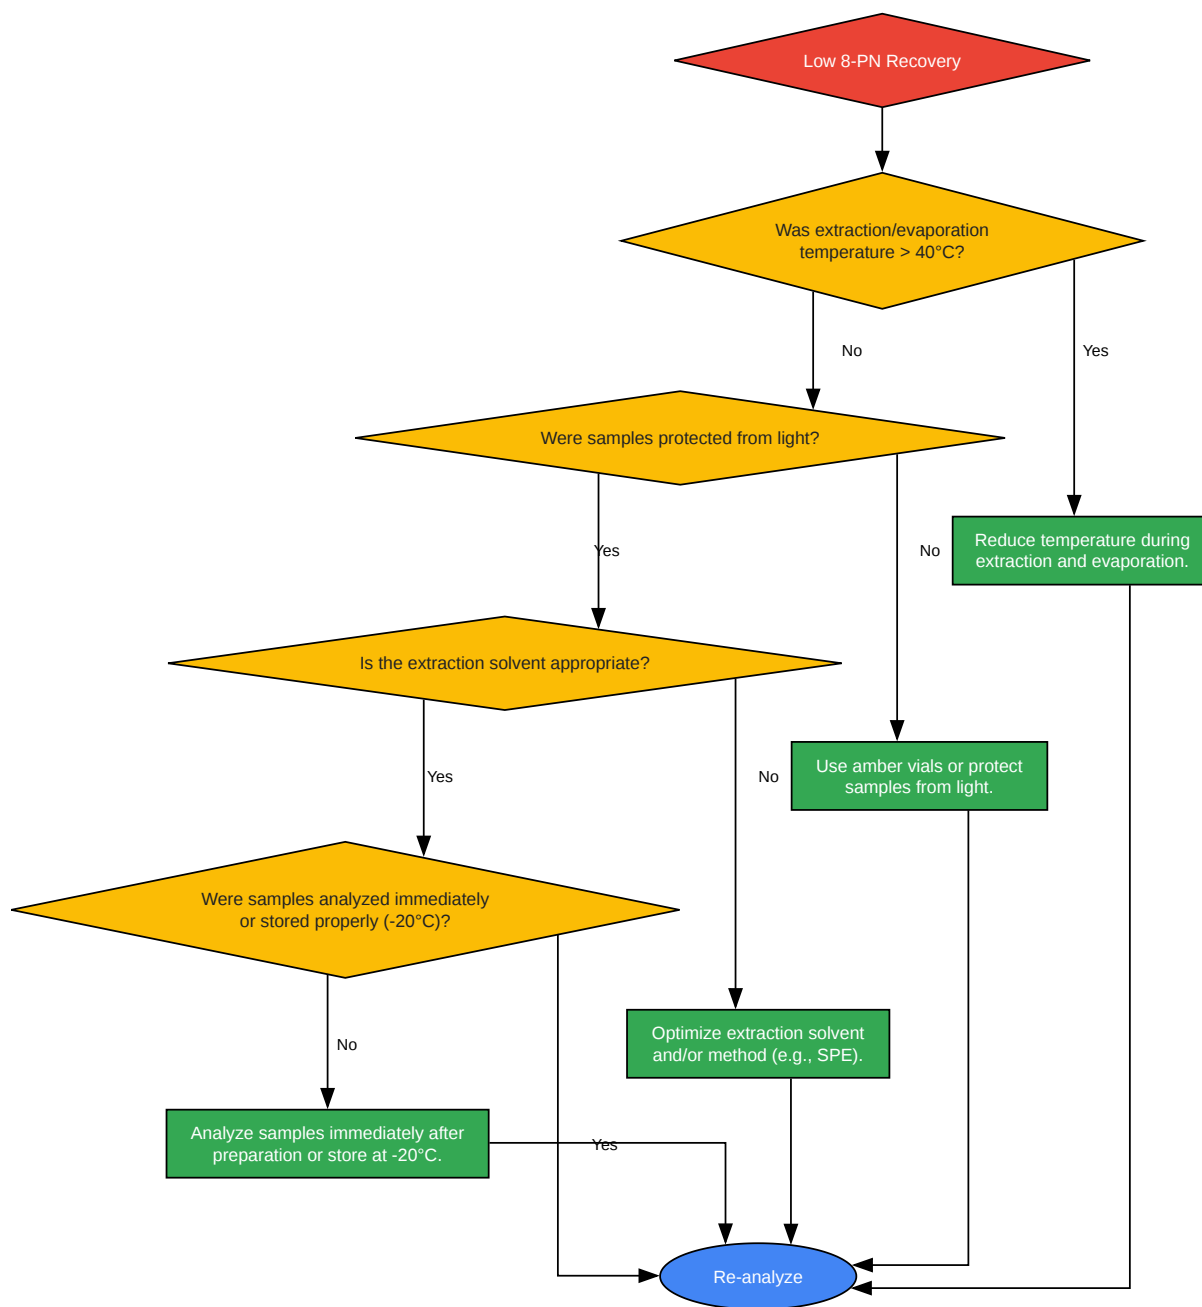 Low 8-PN Recovery
Was extraction/evaporation
temperature > 40°C?
No
Yes
Were samples protected from light?
Reduce temperature during
extraction and evaporation.
Yes
No
Is the extraction solvent appropriate?
Use amber vials or protect
samples from light.
Yes
No
Were samples analyzed immediately
or stored properly (-20°C)?
Optimize extraction solvent
and/or method (e.g., SPE).
No
Analyze samples immediately after
preparation or store at -20°C.
Yes
Re-analyze